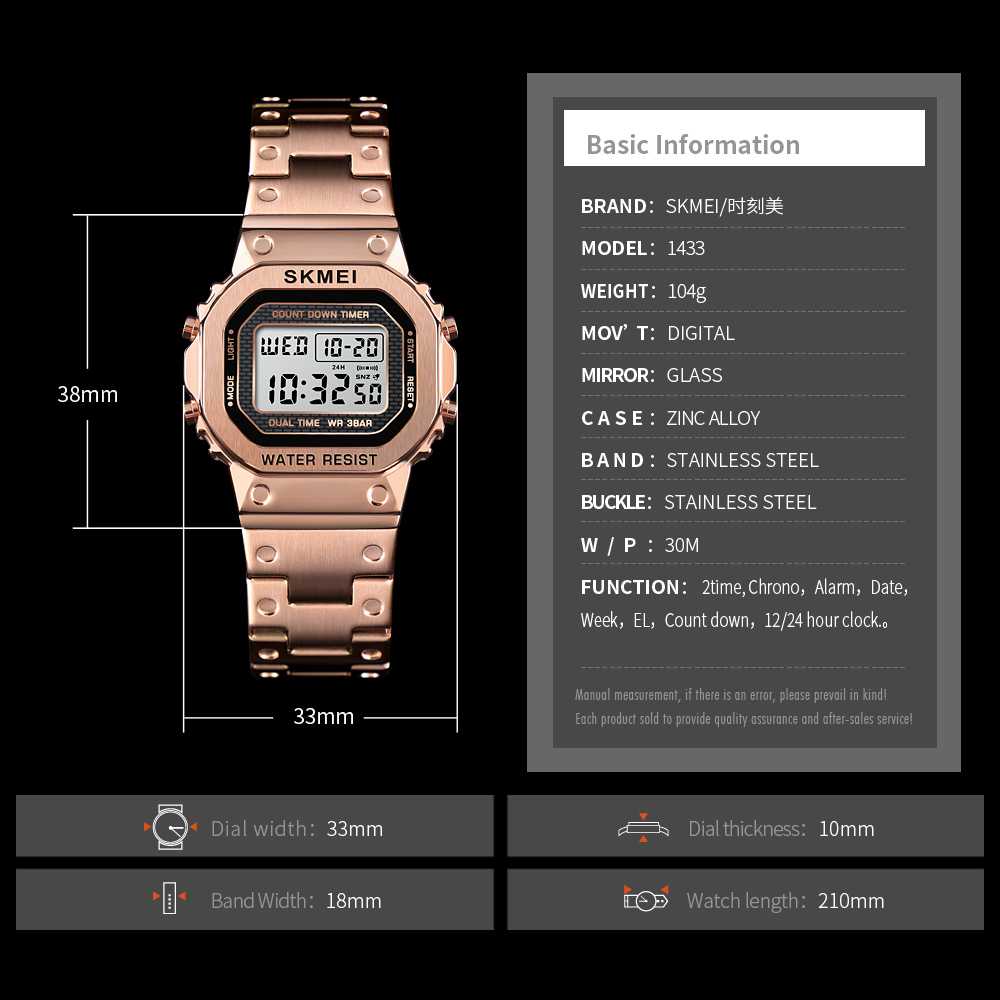 Basic Information
BRAND： SKMEI/时刻美
MODEL： 1433
WEIGHT： 104g
MOV’ T： DIGITAL
MIRROR： GLASS
CASE： ZINC ALLOY
BAND： STAINLESS STEEL
BUCKLE： STAINLESS STEEL
W / P ： 30M
FUNCTION： 2time, Chrono，Alarm，Date，
Week，EL，Count down，12/24 hour clock.。
Manual measurement, if there is an error, please prevail in kind!
Each product sold to provide quality assurance and after-sales service!
SKMEI
COUNT DOWN TIMER
LIGHT
START
WED 10-20
24H
SNZ
MODE
RESET
10:32 50
DUAL TIME WR 3BAR
WATER RESIST
38mm
33mm
Dial width： 33mm
Dial thickness： 10mm
Band Width： 18mm
Watch length： 210mm